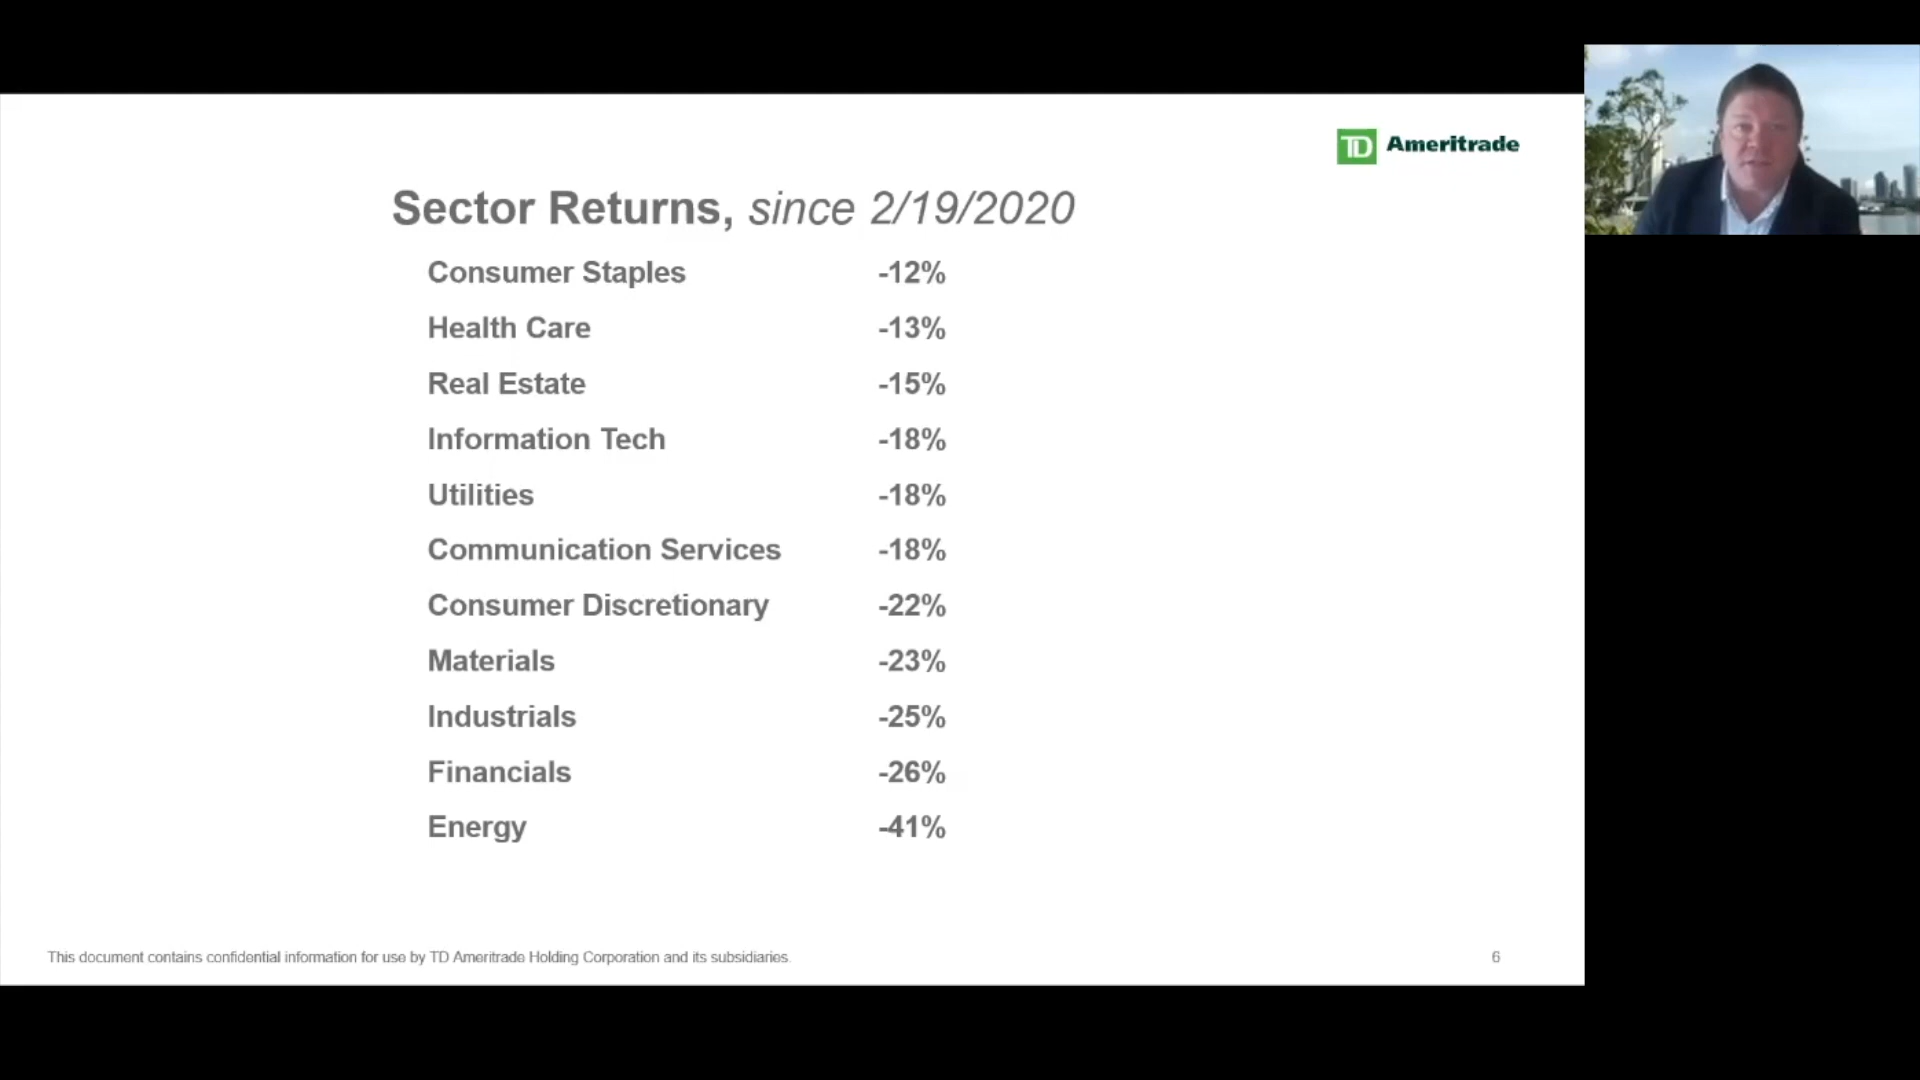 TD Ameritrade
Sector Returns, since 2/19/2020
Consumer Staples -12%
Health Care -13%
Real Estate -15%
Information Tech -18%
Utilities -18%
Communication Services -18%
Consumer Discretionary -22%
Materials -23%
Industrials -25%
Financials -26%
Energy -41%
This document contains confidential information for use by TD Ameritrade Holding Corporation and its subsidiaries. 6